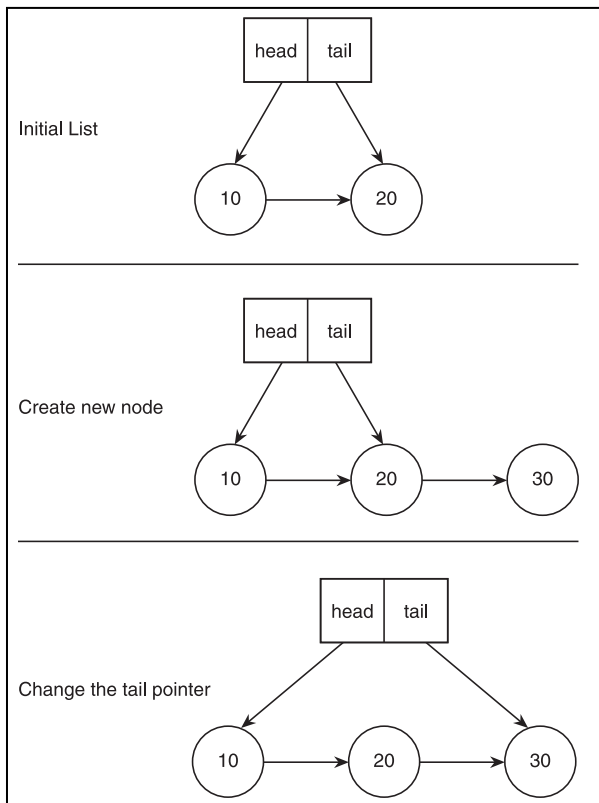 head tail
Initial List
10 20
head tail
Create new node
10 20 30
head tail
Change the tail pointer
10 20 30